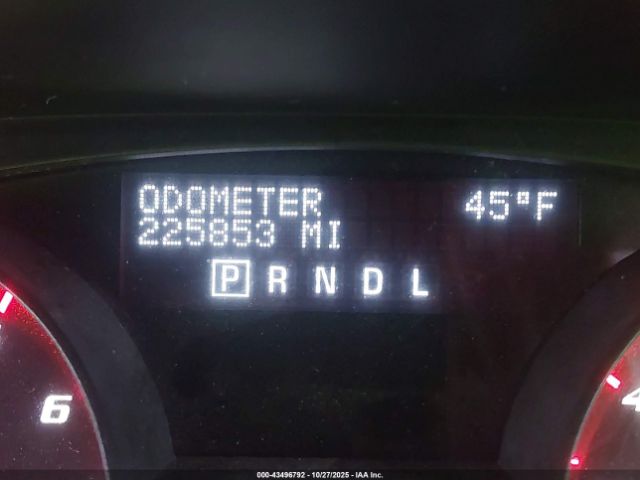 ODOMETER 45°F
225853 MI
P R N D L
6 4
000-43496792 - 10/27/2025 - IAA Inc.